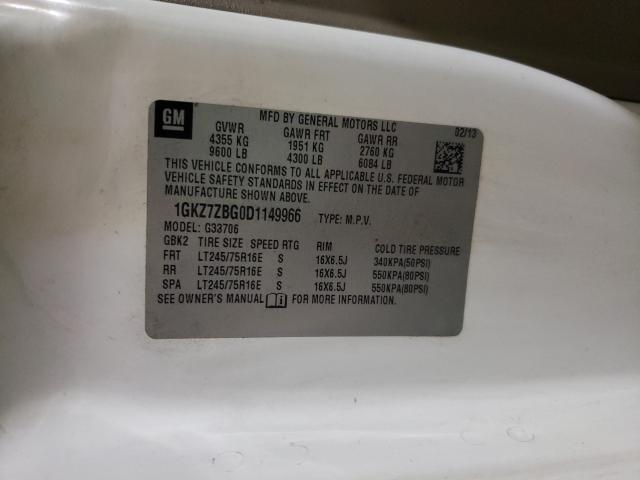 GM
MFD BY GENERAL MOTORS LLC
02/13
GVWR GAWR FRT GAWR RR
4355 KG 1951 KG 2760 KG
9600 LB 4300 LB 6084 LB
THIS VEHICLE CONFORMS TO ALL APPLICABLE U.S. FEDERAL MOTOR
VEHICLE SAFETY STANDARDS IN EFFECT ON THE DATE OF
MANUFACTURE SHOWN ABOVE.
1GKZ7ZBG0D1149966 TYPE: M.P.V.
MODEL: G33706
GBK2 TIRE SIZE SPEED RTG RIM COLD TIRE PRESSURE
FRT LT245/75R16E S 16X6.5J 340KPA(50PSI)
RR LT245/75R16E S 16X6.5J 550KPA(80PSI)
SPA LT245/75R16E S 16X6.5J 550KPA(80PSI)
SEE OWNER'S MANUAL FOR MORE INFORMATION.